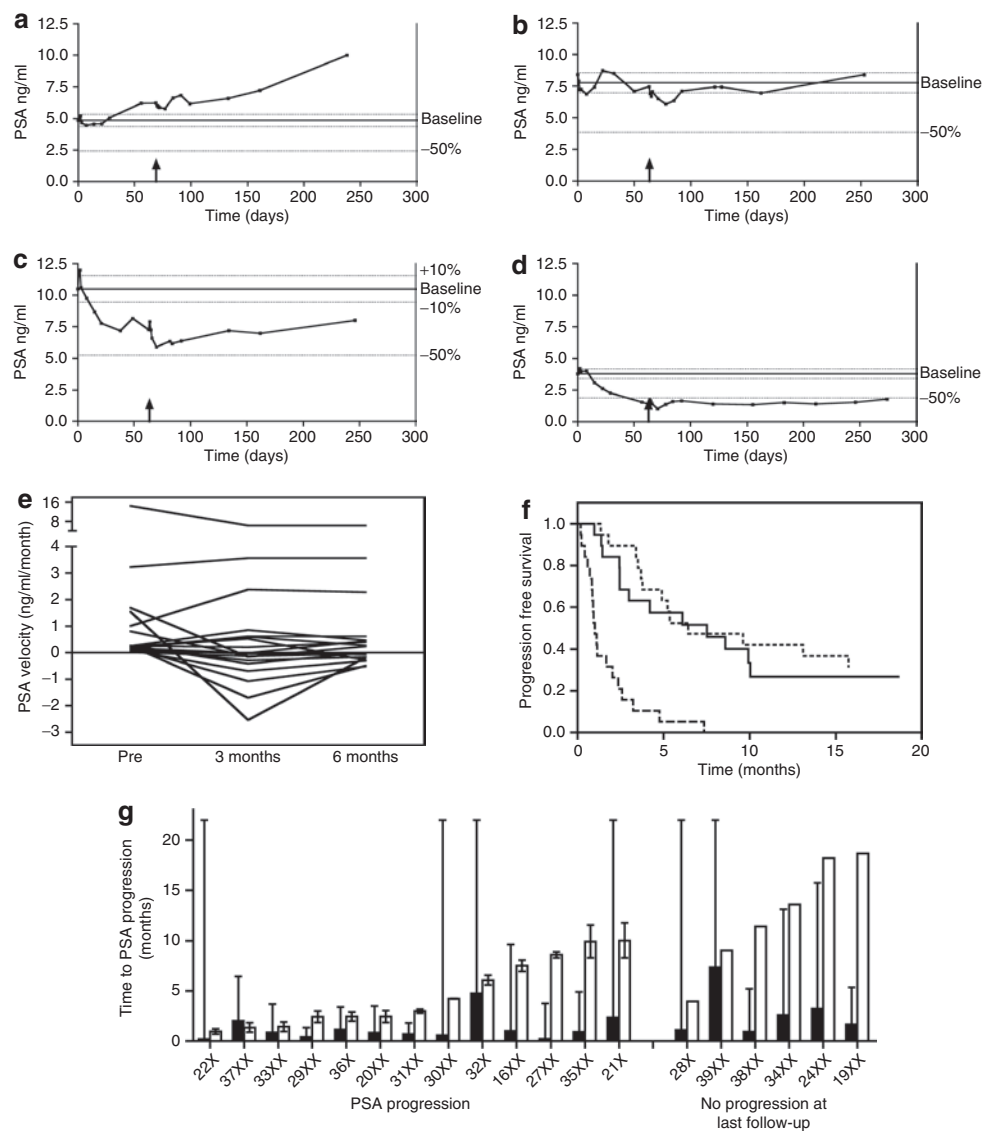 a
12.5
10.0
7.5
5.0
2.5
0.0
PSA ng/ml
Baseline
–50%
0 50 100 150 200 250 300
Time (days)
b
12.5
10.0
7.5
5.0
2.5
0.0
PSA ng/ml
Baseline
–50%
0 50 100 150 200 250 300
Time (days)
c
12.5
10.0
7.5
5.0
2.5
0.0
PSA ng/ml
+10%
Baseline
–10%
–50%
0 50 100 150 200 250 300
Time (days)
d
12.5
10.0
7.5
5.0
2.5
0.0
PSA ng/ml
Baseline
–50%
0 50 100 150 200 250 300
Time (days)
e
16
8
4
3
2
1
0
–1
–2
–3
PSA velocity (ng/ml/month)
Pre 3 months 6 months
f
1.0
0.8
0.6
0.4
0.2
0.0
Progression free survival
0 5 10 15 20
Time (months)
g
20
15
10
5
0
Time to PSA progression
(months)
22X 37XX 33XX 29XX 36X 20XX 31XX 30XX 32X 16XX 27XX 35XX 21X 28X 39XX 38XX 34XX 24XX 19XX
PSA progression
No progression at
last follow-up